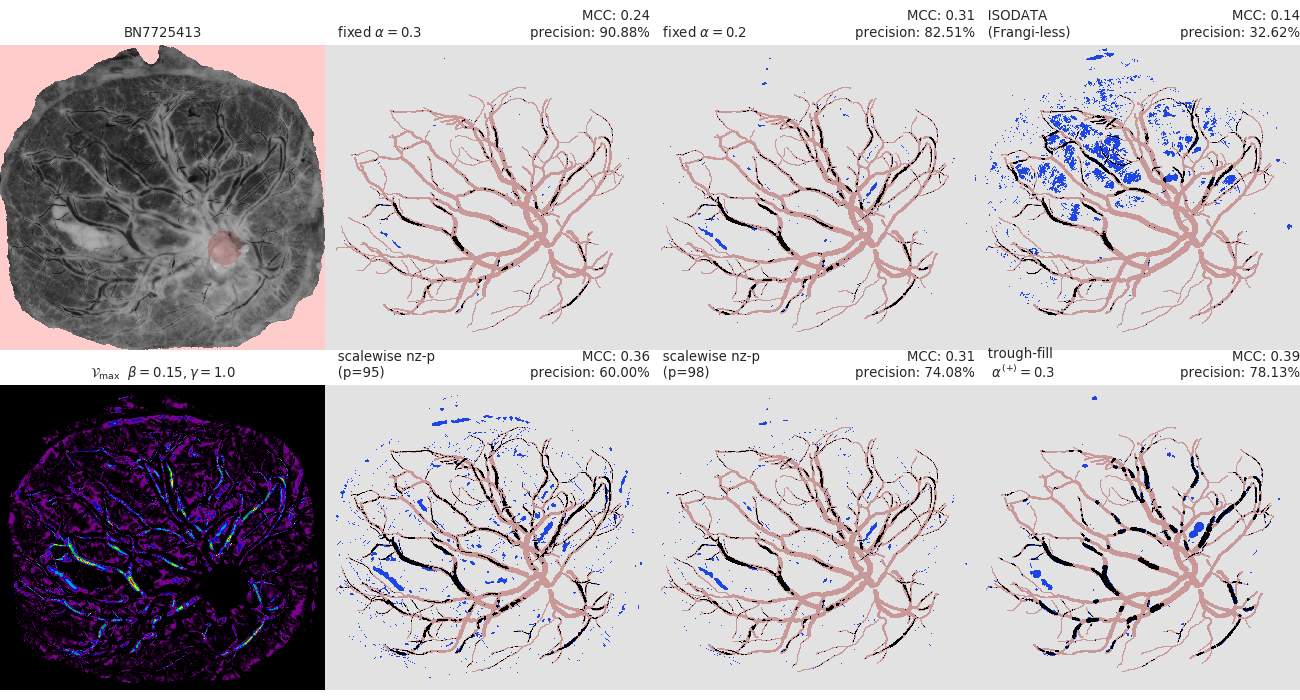 BN7725413
fixed α = 0.3
MCC: 0.24
precision: 90.88%
fixed α = 0.2
MCC: 0.31
precision: 82.51%
ISODATA
(Frangi-less)
MCC: 0.14
precision: 32.62%
𝒱max β = 0.15, γ = 1.0
scalewise nz-p
(p=95)
MCC: 0.36
precision: 60.00%
scalewise nz-p
(p=98)
MCC: 0.31
precision: 74.08%
trough-fill
α(+) = 0.3
MCC: 0.39
precision: 78.13%